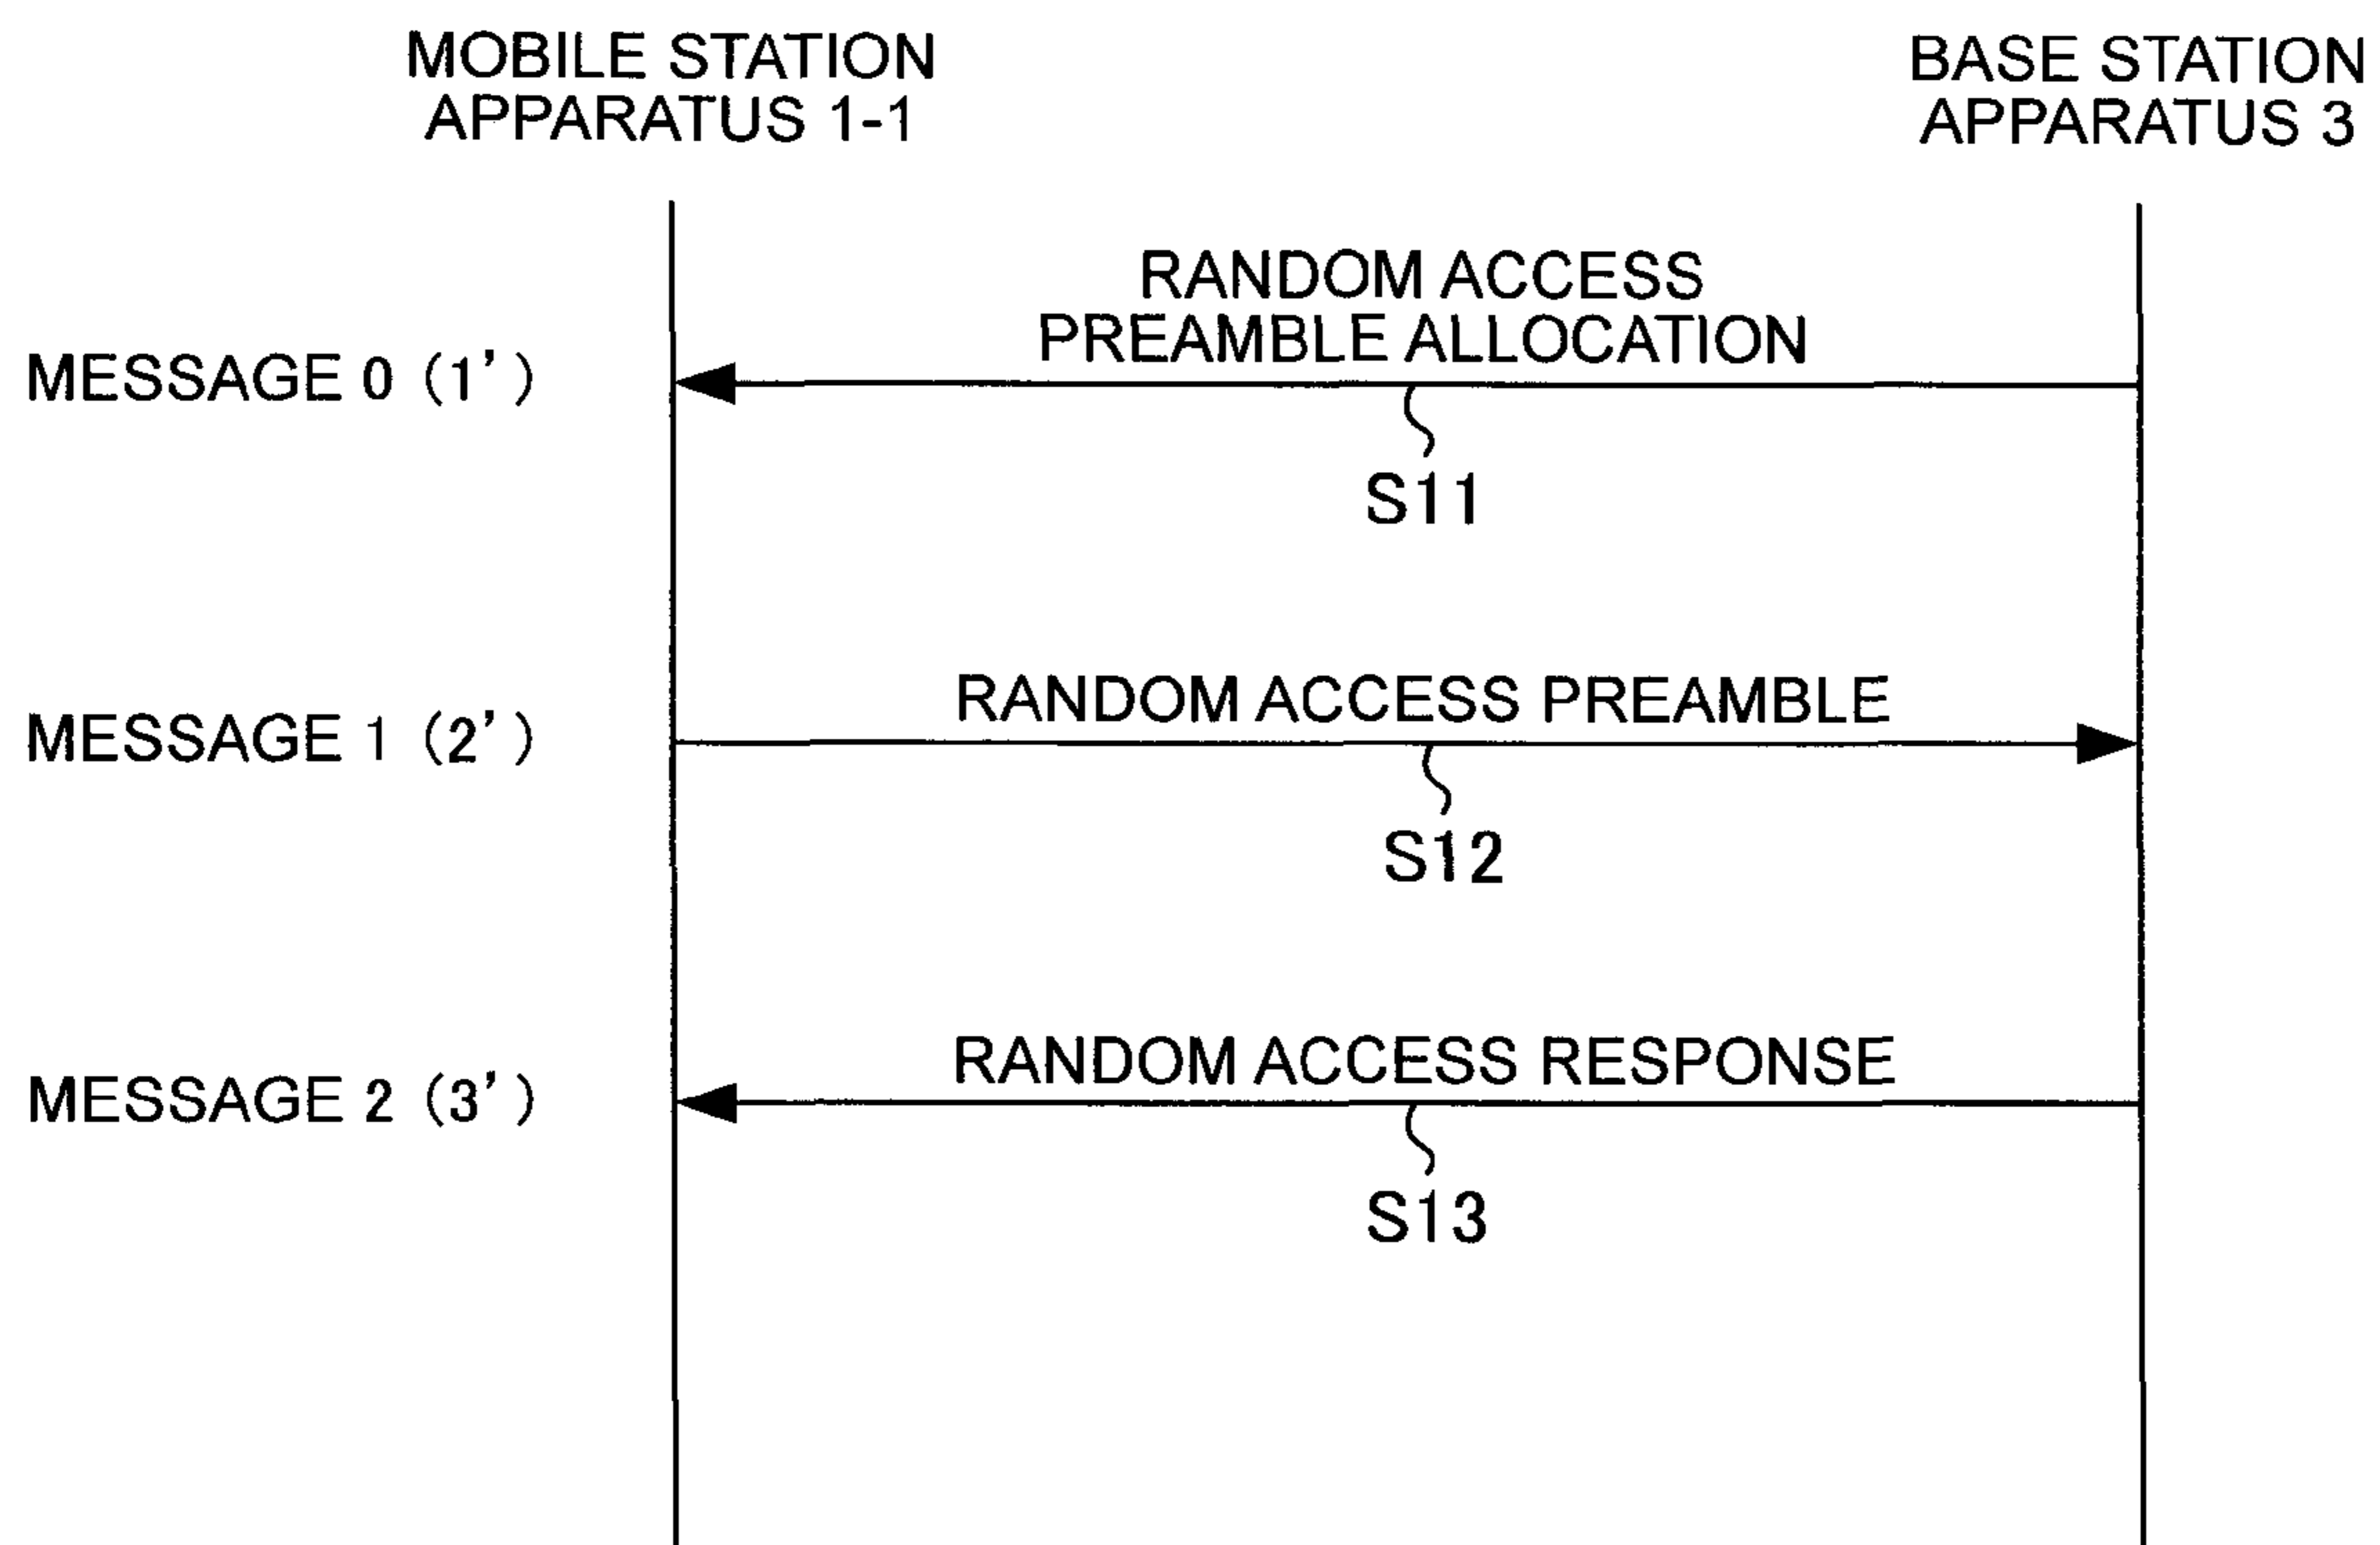 MOBILE STATION
APPARATUS 1-1
BASE STATION
APPARATUS 3
RANDOM ACCESS
PREAMBLE ALLOCATION
MESSAGE 0 (1')
S11
RANDOM ACCESS PREAMBLE
MESSAGE 1 (2')
S12
RANDOM ACCESS RESPONSE
MESSAGE 2 (3')
S13